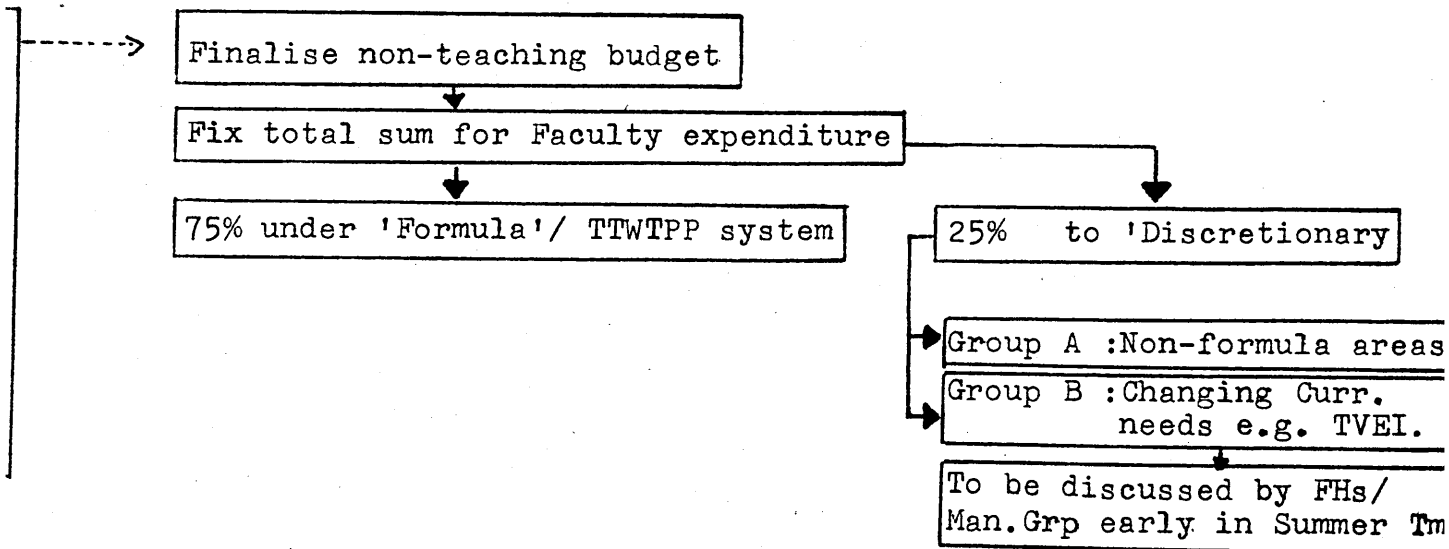 Finalise non-teaching budget
Fix total sum for Faculty expenditure
75% under 'Formula'/ TTWTPP system
25% to 'Discretionary
Group A :Non-formula areas
Group B :Changing Curr.
needs e.g. TVEI.
To be discussed by FHs/
Man.Grp early in Summer Tm